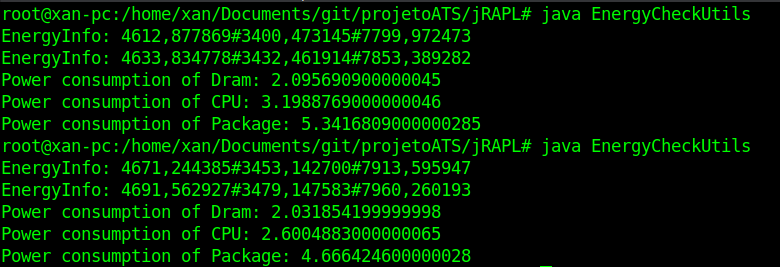 root@xan-pc:/home/xan/Documents/git/projetoATS/jRAPL# java EnergyCheckUtils
EnergyInfo: 4612,877869#3400,473145#7799,972473
EnergyInfo: 4633,834778#3432,461914#7853,389282
Power consumption of Dram: 2.095690900000045
Power consumption of CPU: 3.1988769000000046
Power consumption of Package: 5.3416809000000285
root@xan-pc:/home/xan/Documents/git/projetoATS/jRAPL# java EnergyCheckUtils
EnergyInfo: 4671,244385#3453,142700#7913,595947
EnergyInfo: 4691,562927#3479,147583#7960,260193
Power consumption of Dram: 2.031854199999998
Power consumption of CPU: 2.6004883000000065
Power consumption of Package: 4.666424600000028